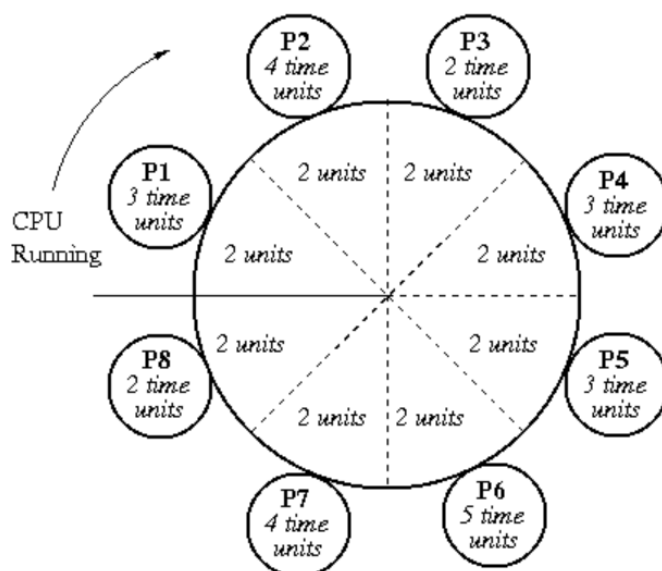 P2
4 time
units
P3
2 time
units
P1
3 time
units
2 units
2 units
P4
3 time
units
CPU
Running
2 units
2 units
P8
2 time
units
2 units
2 units
P5
3 time
units
2 units
2 units
P7
4 time
units
P6
5 time
units